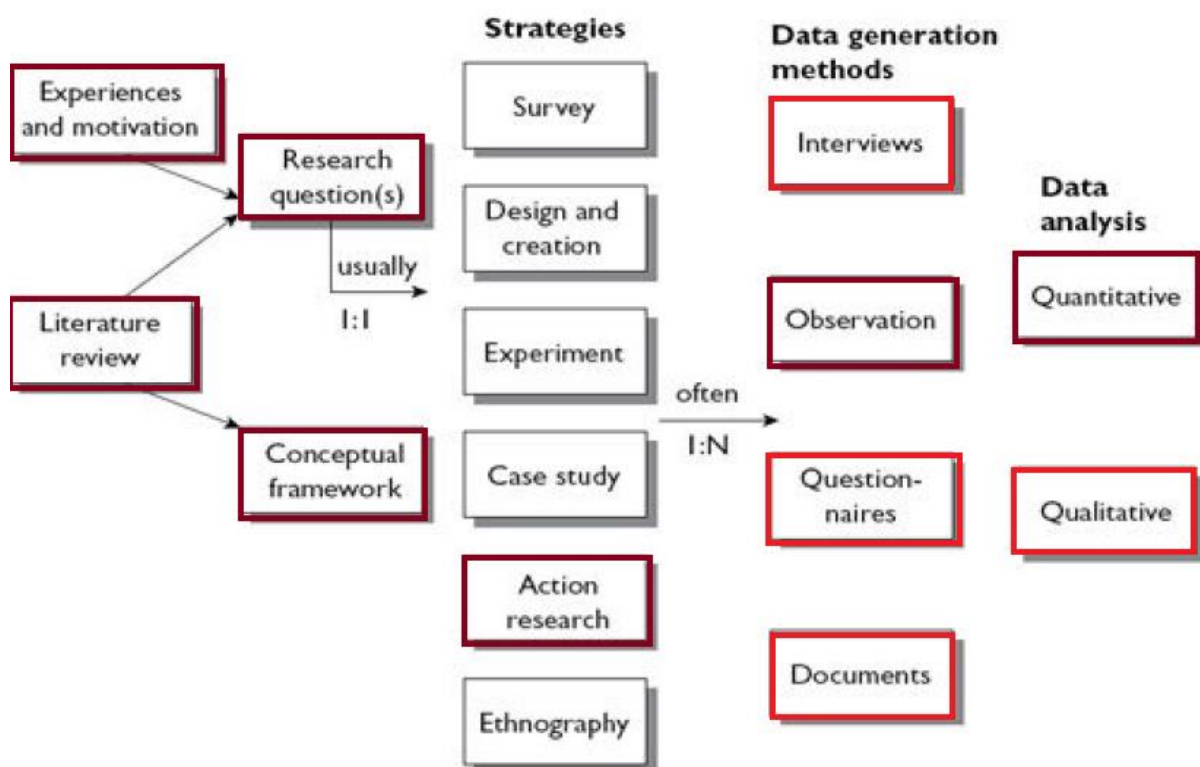 Experiences
and motivation
Literature
review
Research
question(s)
usually
1:1
Conceptual
framework
Strategies
Survey
Design and
creation
Experiment
Case study
Action
research
Ethnography
often
1:N
Data generation
methods
Interviews
Observation
Question-
naires
Documents
Data
analysis
Quantitative
Qualitative